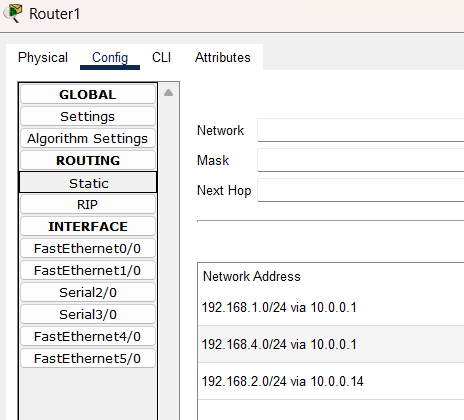 Router1
Physical Config CLI Attributes
GLOBAL
Settings
Algorithm Settings
ROUTING
Static
RIP
INTERFACE
FastEthernet0/0
FastEthernet1/0
Serial2/0
Serial3/0
FastEthernet4/0
FastEthernet5/0
Network
Mask
Next Hop
Network Address
192.168.1.0/24 via 10.0.0.1
192.168.4.0/24 via 10.0.0.1
192.168.2.0/24 via 10.0.0.14